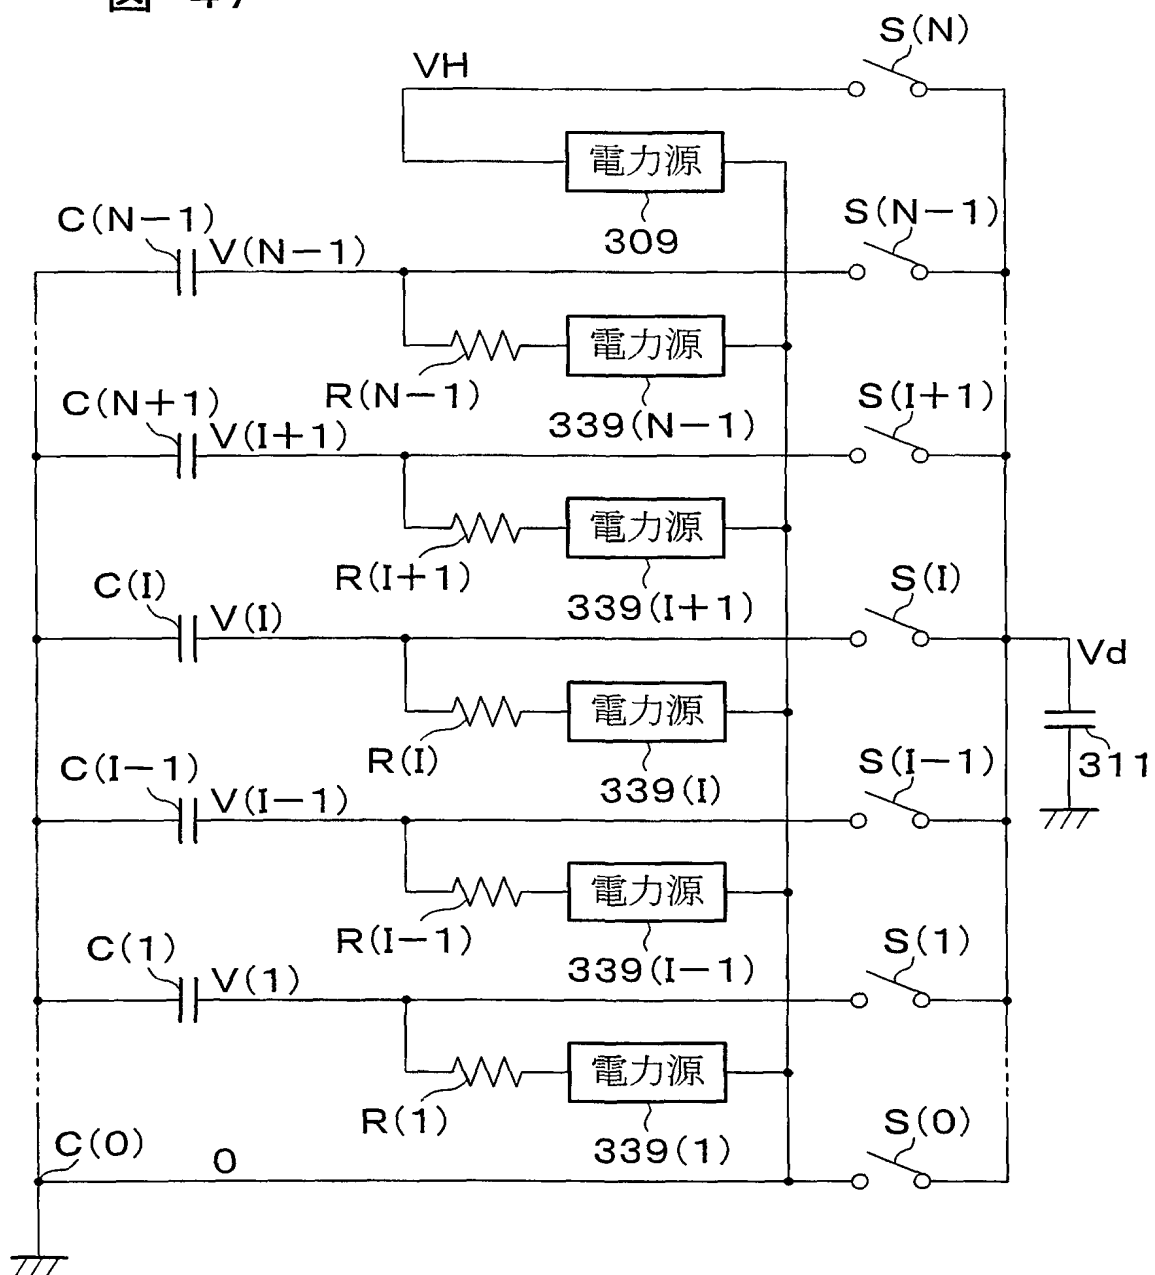 S(N)
VH
電力源
309
C(N−1)
V(N−1)
S(N−1)
電力源
R(N−1)
339(N−1)
C(N+1)
V(I+1)
S(I+1)
電力源
R(I+1)
339(I+1)
C(I)
V(I)
S(I)
Vd
電力源
R(I)
339(I)
311
C(I−1)
V(I−1)
S(I−1)
電力源
R(I−1)
339(I−1)
C(1)
V(1)
S(1)
電力源
R(1)
339(1)
C(0)
0
S(0)